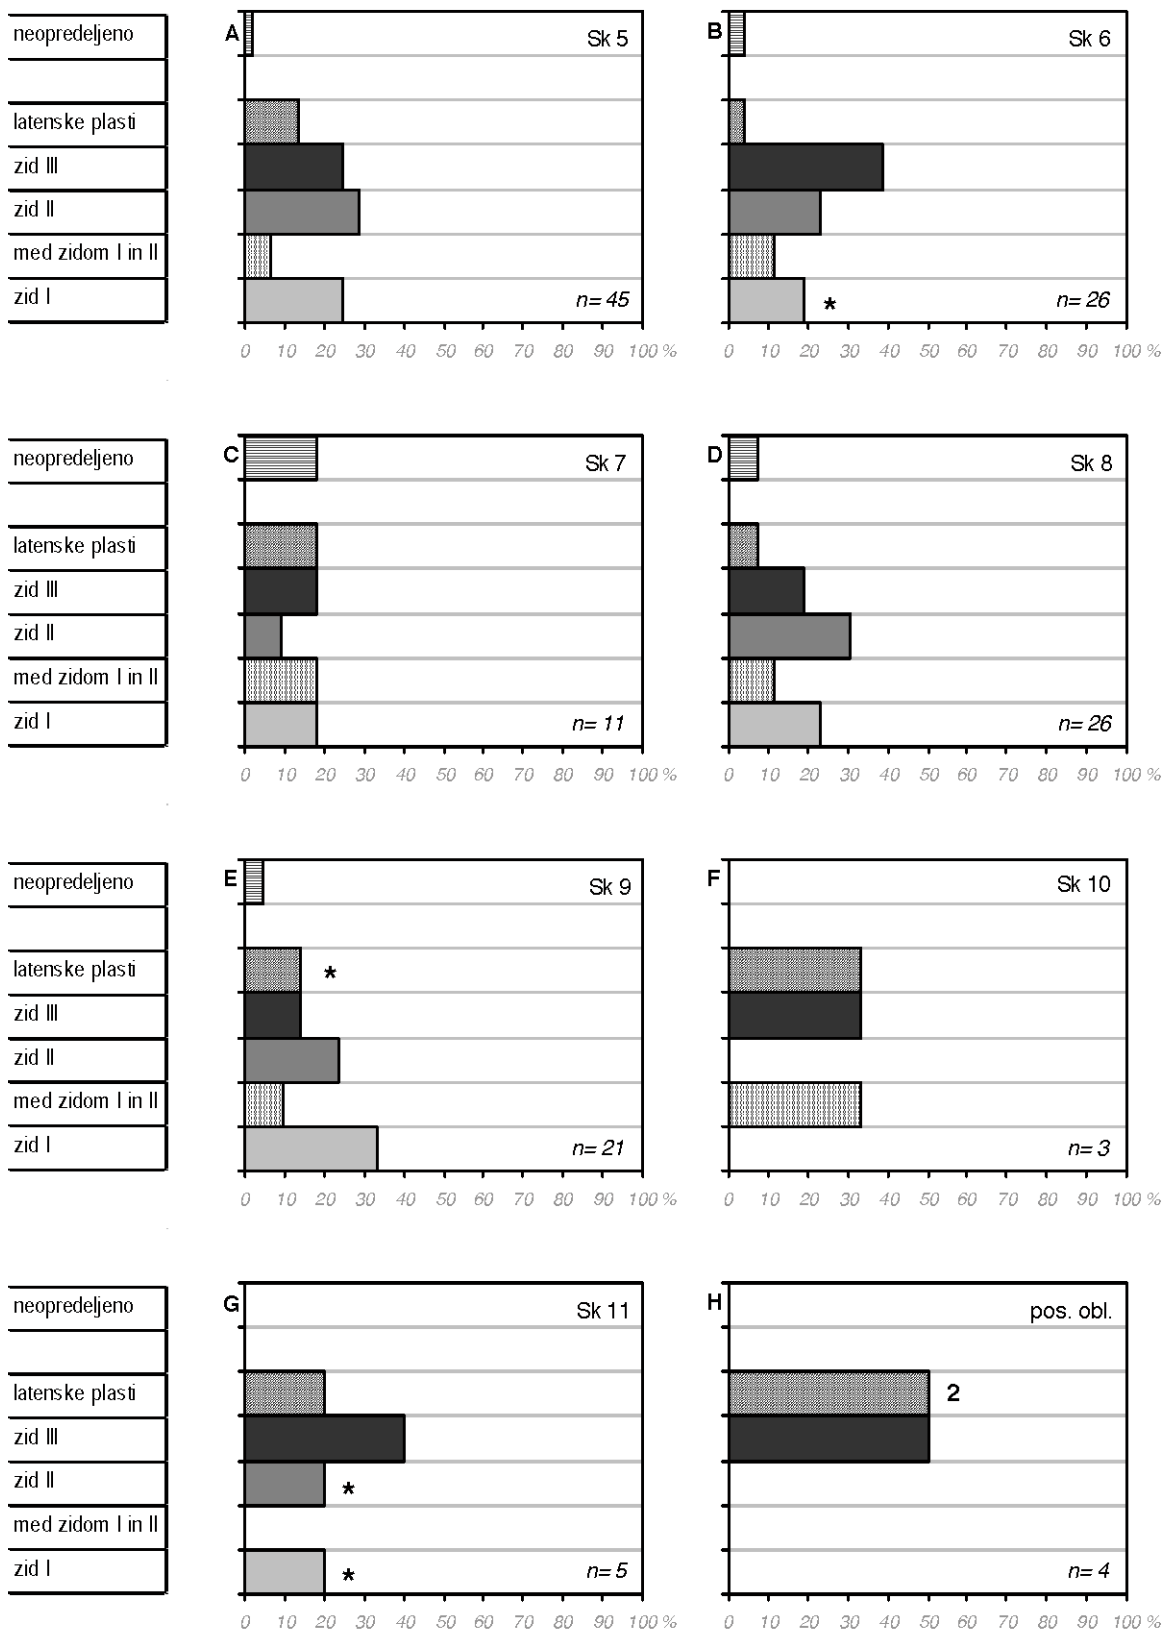 neopredeljeno
latenske plasti
zid III
zid II
med zidom I in II
zid I
A
Sk 5
n= 45
0 10 20 30 40 50 60 70 80 90 100 %
B
Sk 6
*
n= 26
0 10 20 30 40 50 60 70 80 90 100 %
neopredeljeno
latenske plasti
zid III
zid II
med zidom I in II
zid I
C
Sk 7
n= 11
0 10 20 30 40 50 60 70 80 90 100 %
D
Sk 8
n= 26
0 10 20 30 40 50 60 70 80 90 100 %
neopredeljeno
latenske plasti
zid III
zid II
med zidom I in II
zid I
E
Sk 9
*
n= 21
0 10 20 30 40 50 60 70 80 90 100 %
F
Sk 10
n= 3
0 10 20 30 40 50 60 70 80 90 100 %
neopredeljeno
latenske plasti
zid III
zid II
med zidom I in II
zid I
G
Sk 11
*
*
n= 5
0 10 20 30 40 50 60 70 80 90 100 %
H
pos. obl.
2
n= 4
0 10 20 30 40 50 60 70 80 90 100 %